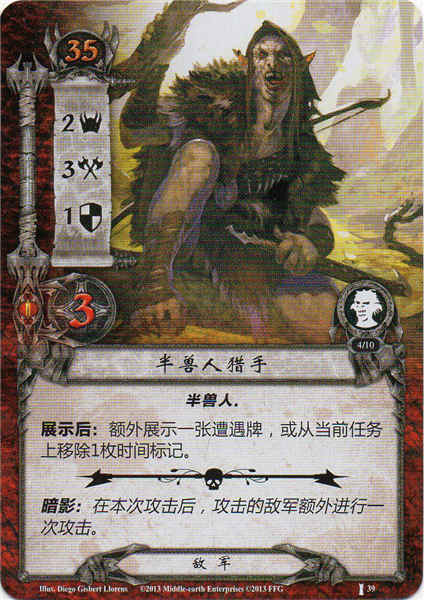 35
2
3
1
3
4/10
半兽人猎手
半兽人.
展示后：额外展示一张遭遇牌，或从当前任务
上移除1枚时间标记。
暗影：在本次攻击后，攻击的敌军额外进行一
次攻击。
敌军
Illus. Diego Gisbert Llorens ©2013 Middle-earth Enterprises ©2013 FFG 39